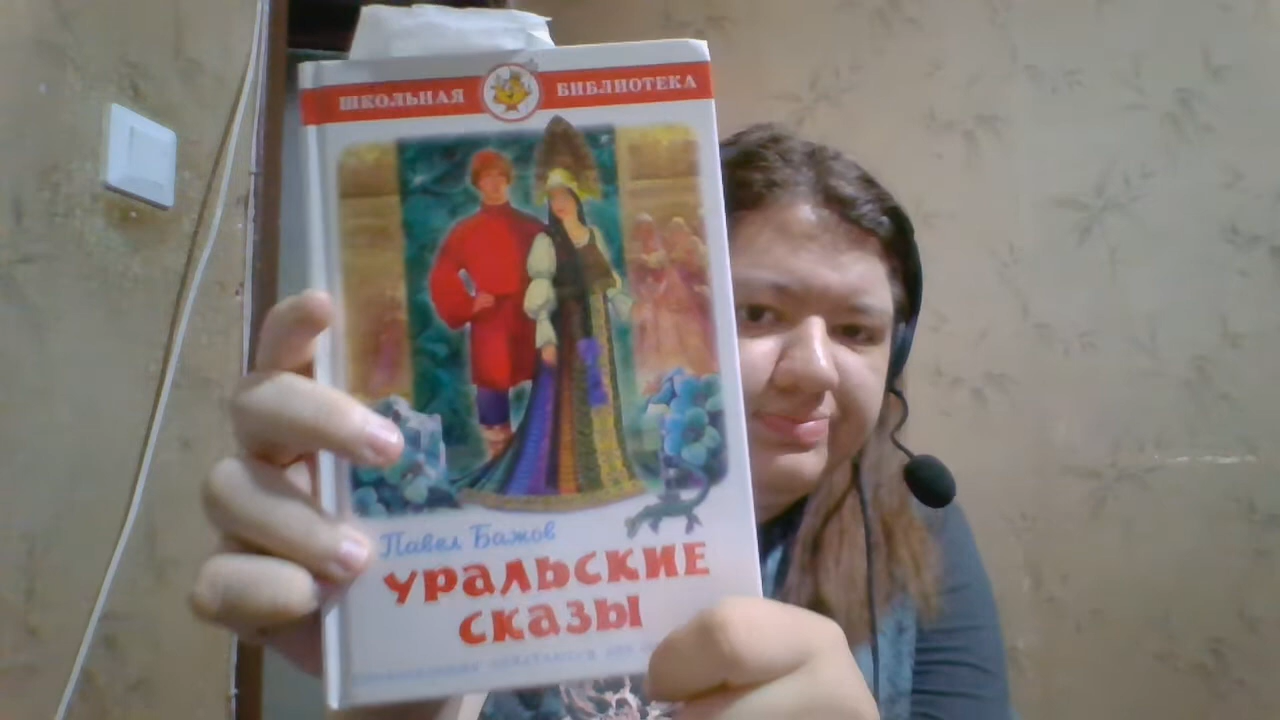 ШКОЛЬНАЯ БИБЛИОТЕКА
Павел Бажов
УРАЛЬСКИЕ
СКАЗЫ